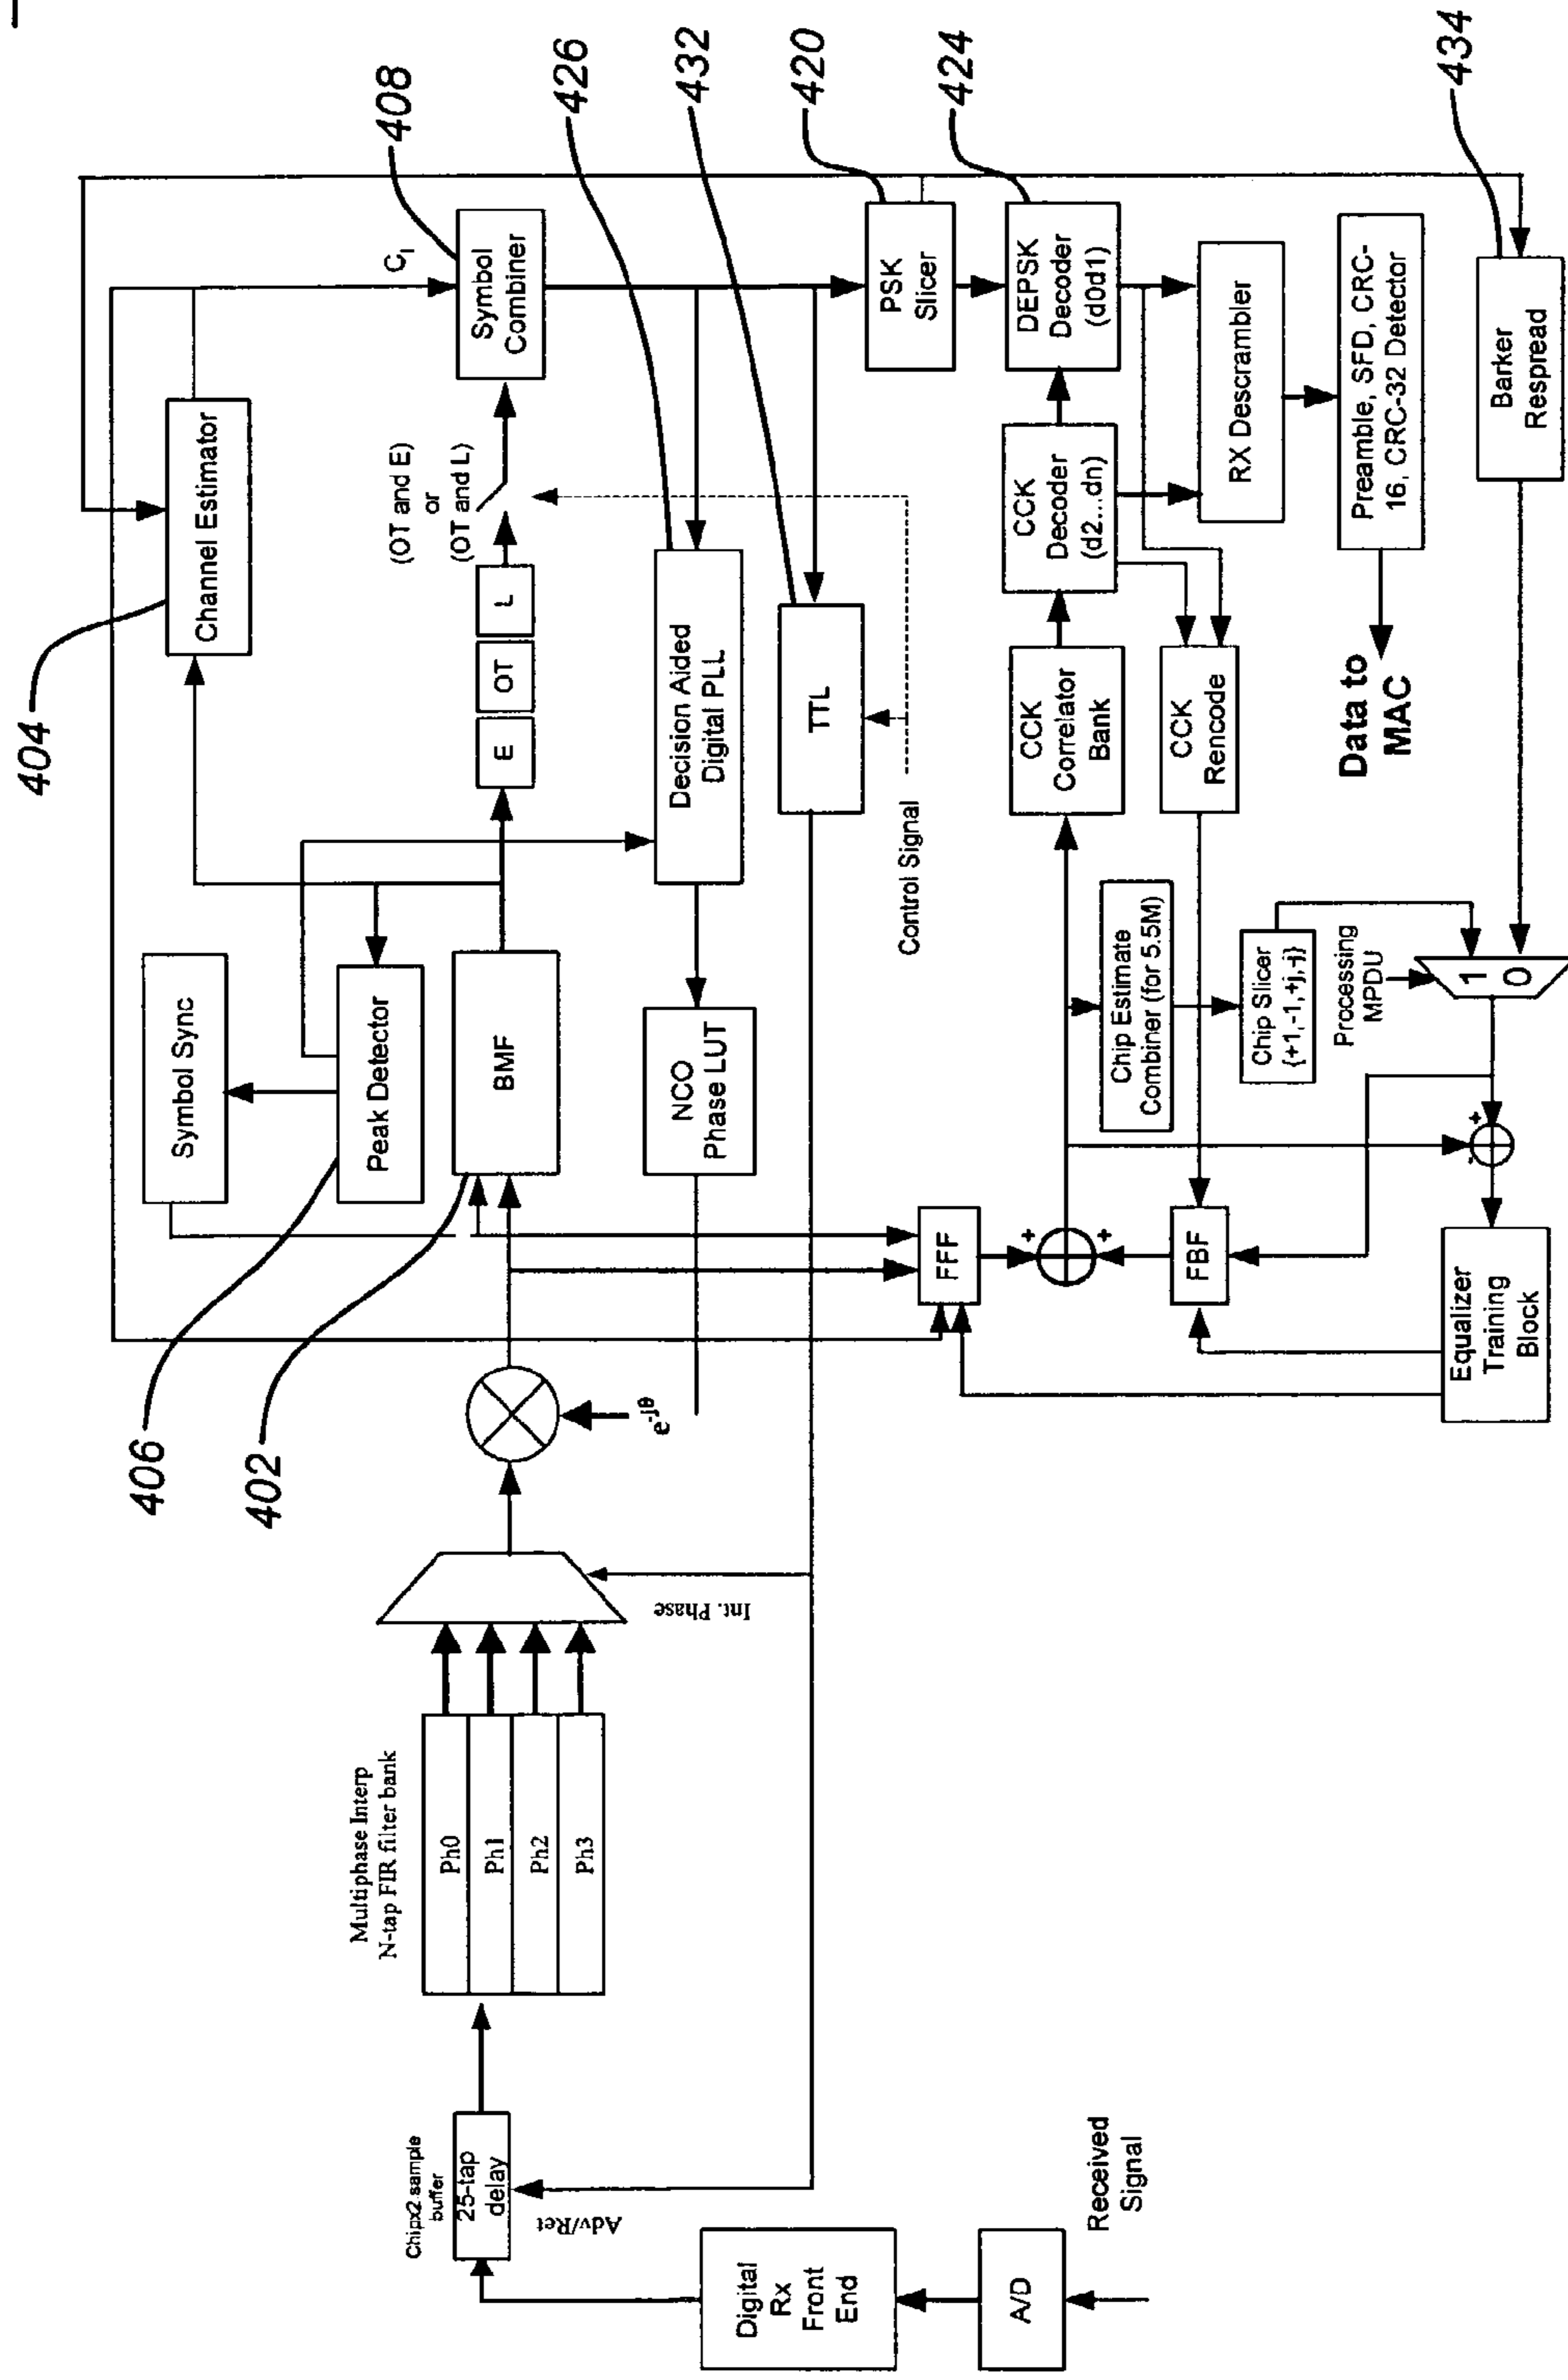 404
408
426
432
420
424
434
406
402
Channel Estimator
C_I
Symbol
Combiner
(OT and E)
or
(OT and L)
E
OT
L
Symbol Sync
Peak Detector
BMF
Decision Aided
Digital PLL
NCO
Phase LUT
TTL
Control Signal
PSK
Slicer
DEPSK
Decoder
(d0d1)
CCK
Decoder
(d2...dn)
CCK
Correlator
Bank
CCK
Rencode
RX Descrambler
Preamble, SFD, CRC-
16, CRC-32 Detector
Data to
MAC
Barker
Respread
Chip Estimate
Combiner (for 5.5M)
Chip Slicer
{+1,-1,+j,-j}
Processing
MPDU
1
0
+
-
FFF
+
+
FBF
Equalizer
Training
Block
e-jθ
Int. Phase
Multiphase Interp
N-tap FIR filter bank
Ph0
Ph1
Ph2
Ph3
Chipx2 sample
buffer
25-tap
delay
Adv/Ret
Digital
Rx
Front
End
A/D
Received
Signal